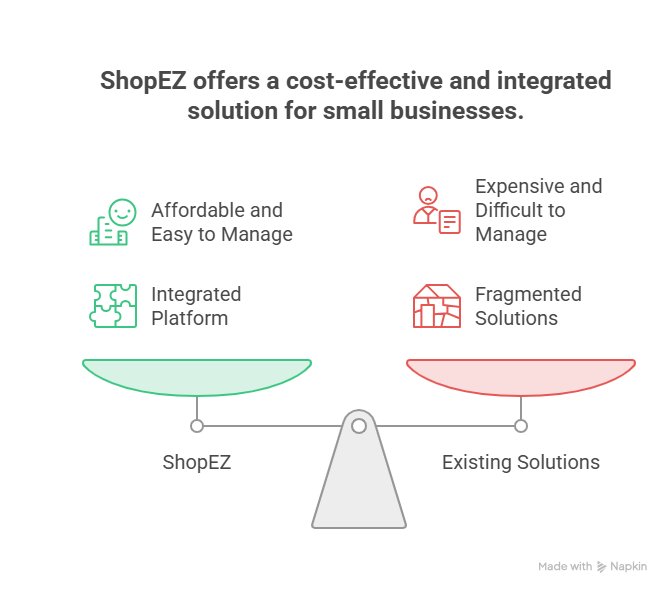 ShopEZ offers a cost-effective and integrated
solution for small businesses.
Affordable and
Easy to Manage
Integrated
Platform
Expensive and
Difficult to
Manage
Fragmented
Solutions
ShopEZ
Existing Solutions
Made with Napkin